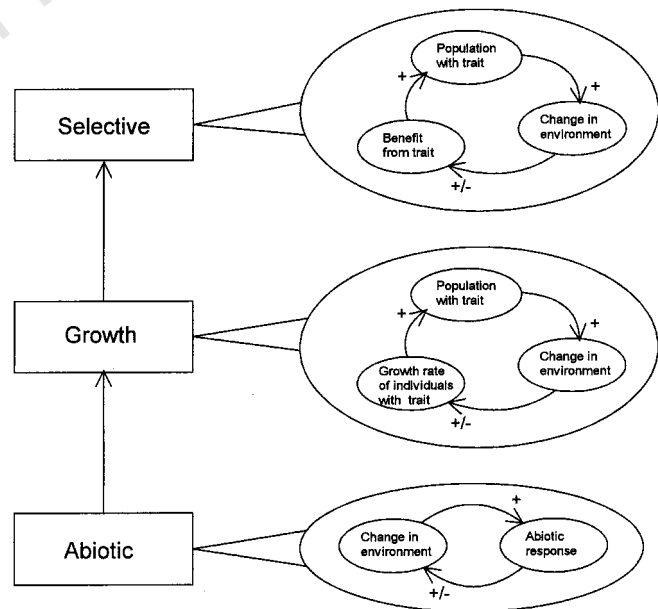 Population
with trait
+
+
Selective
Change in
environment
Benefit
from trait
+/-
Population
with trait
+
+
Growth
Change in
environment
Growth rate
of individuals
with trait
+/-
+
Abiotic
Change in
environment
Abiotic
response
+/-